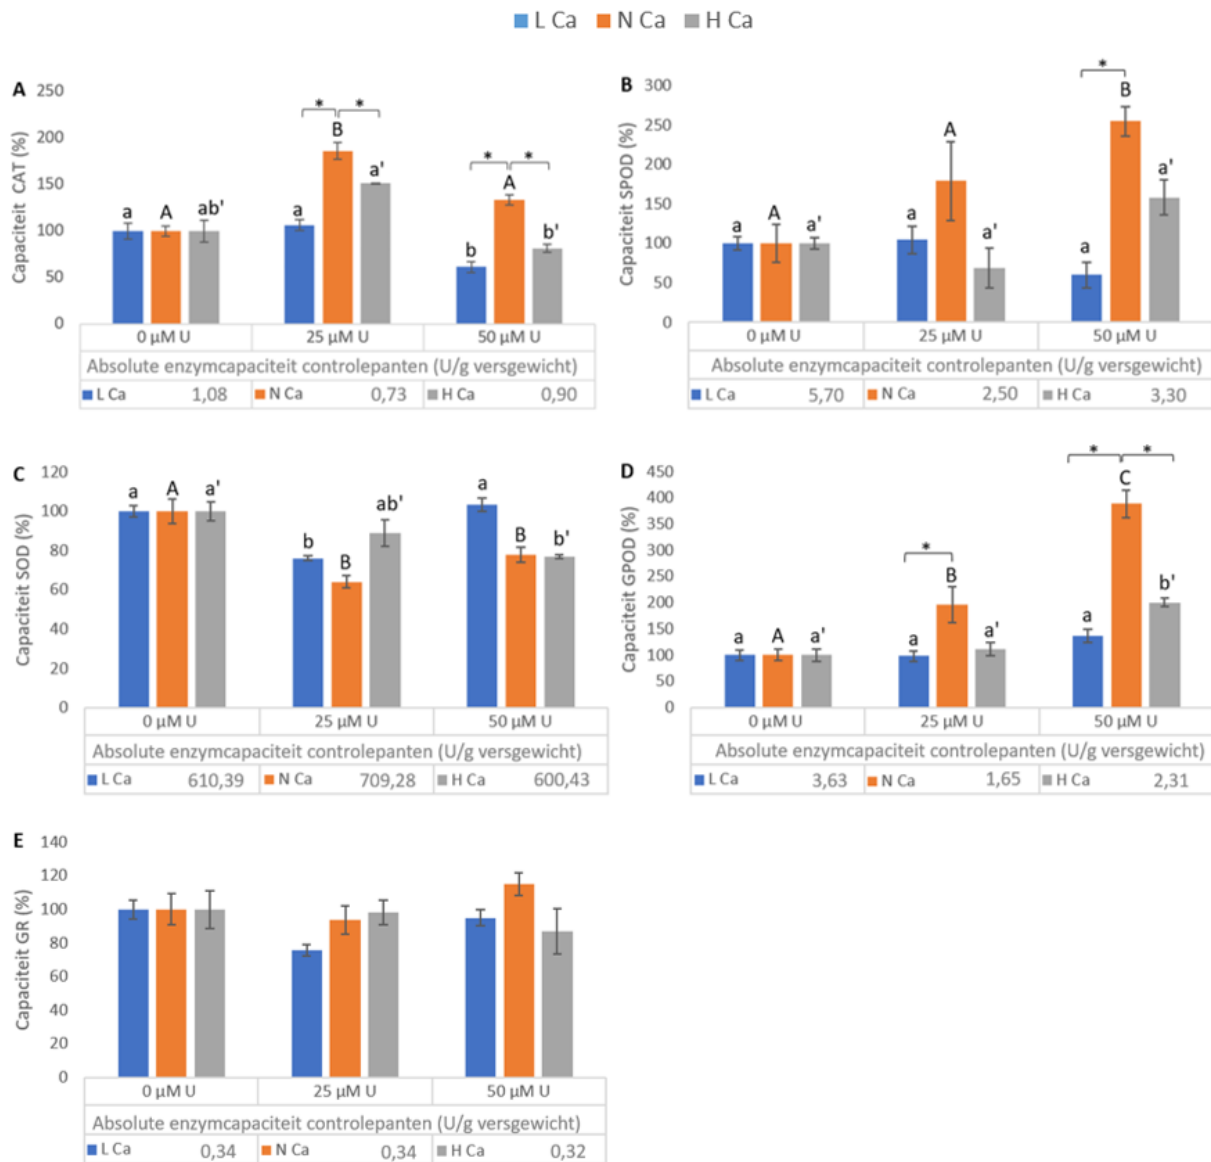 L Ca N Ca H Ca
A
Capaciteit CAT (%)
250
200
150
100
50
0
a A ab'
a B a'
* *
b A b'
* *
0 µM U 25 µM U 50 µM U
Absolute enzymcapaciteit controlepanten (U/g versgewicht)
L Ca 1,08 N Ca 0,73 H Ca 0,90
B
Capaciteit SPOD (%)
300
250
200
150
100
50
0
a A a'
a A a'
a B a'
*
0 µM U 25 µM U 50 µM U
Absolute enzymcapaciteit controlepanten (U/g versgewicht)
L Ca 5,70 N Ca 2,50 H Ca 3,30
C
Capaciteit SOD (%)
120
100
80
60
40
20
0
a A a'
b B ab'
a B b'
0 µM U 25 µM U 50 µM U
Absolute enzymcapaciteit controlepanten (U/g versgewicht)
L Ca 610,39 N Ca 709,28 H Ca 600,43
D
Capaciteit GPOD (%)
450
400
350
300
250
200
150
100
50
0
a A a'
a B a'
*
a C b'
* *
0 µM U 25 µM U 50 µM U
Absolute enzymcapaciteit controlepanten (U/g versgewicht)
L Ca 3,63 N Ca 1,65 H Ca 2,31
E
Capaciteit GR (%)
140
120
100
80
60
40
20
0
0 µM U 25 µM U 50 µM U
Absolute enzymcapaciteit controlepanten (U/g versgewicht)
L Ca 0,34 N Ca 0,34 H Ca 0,32